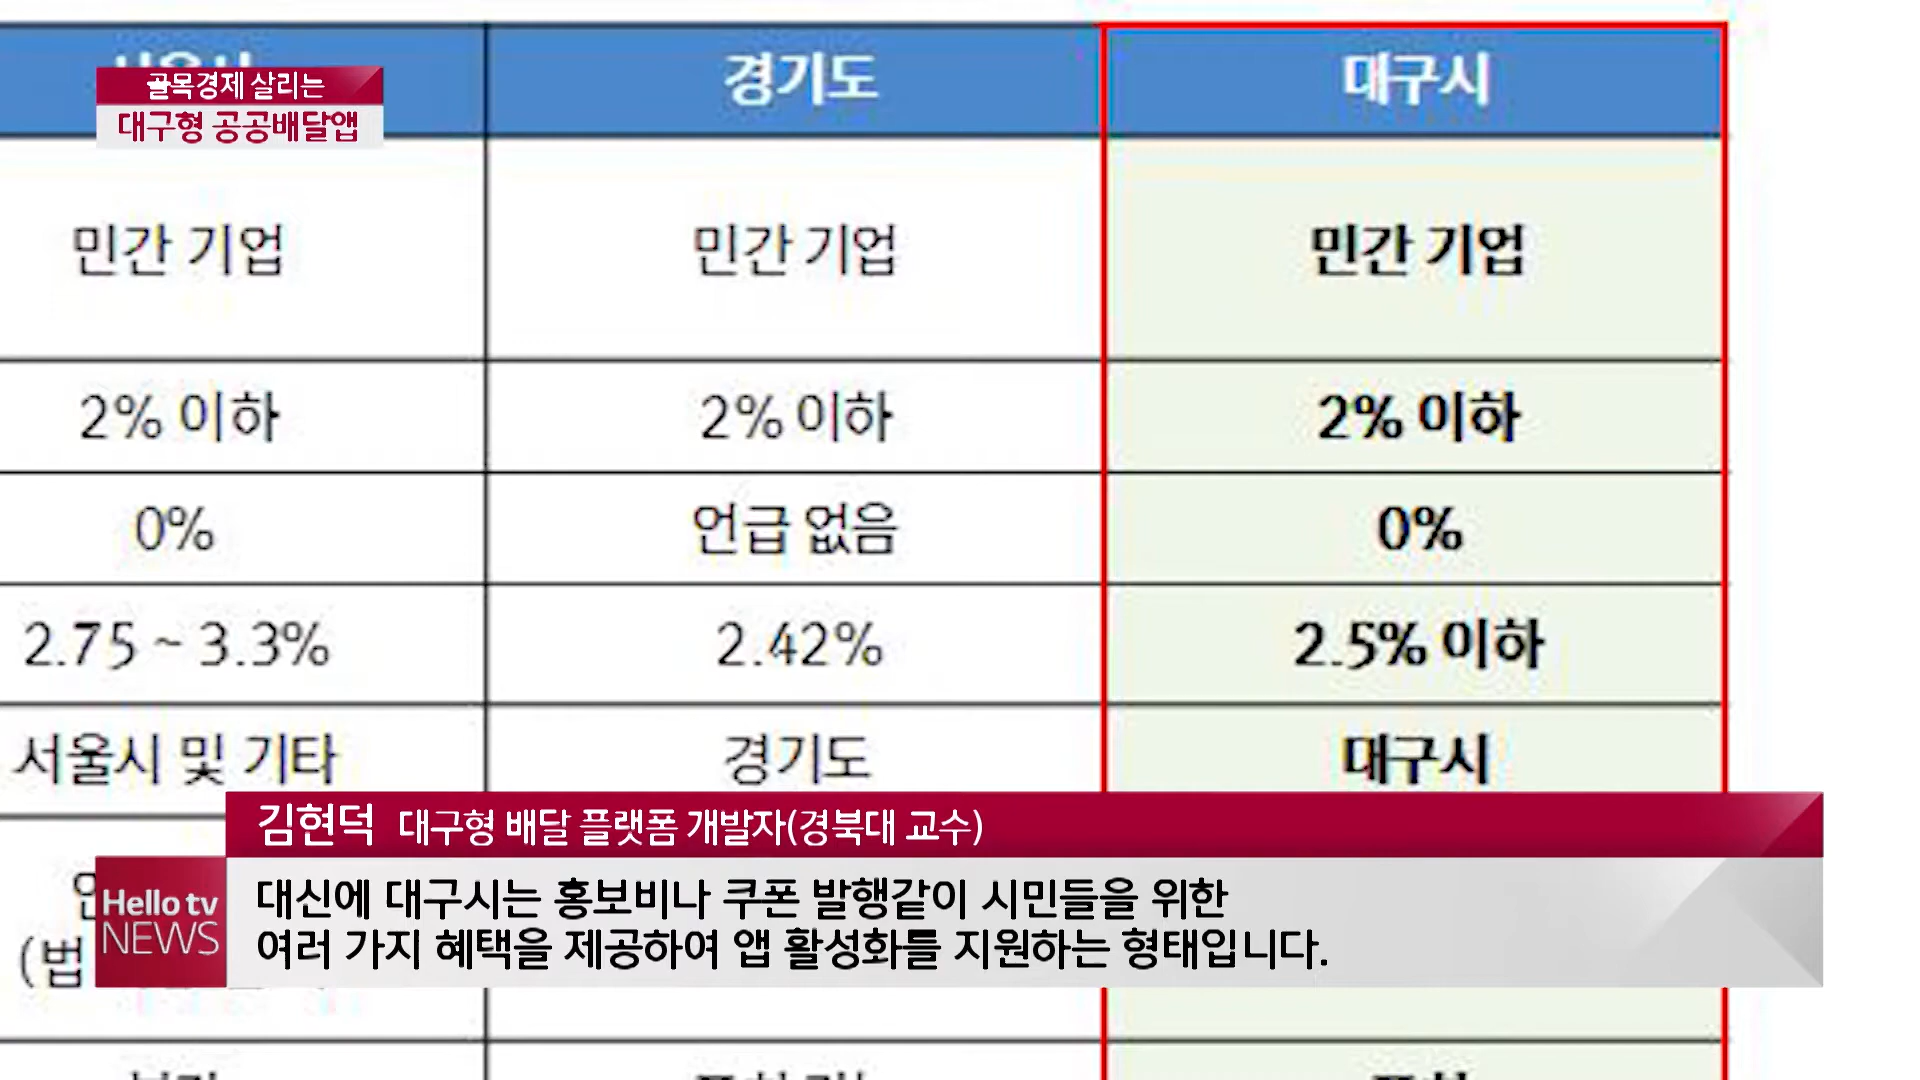 골목경제 살리는
대구형 공공배달앱
경기도
대구시
민간 기업
민간 기업
민간 기업
2% 이하
2% 이하
2% 이하
0%
언급 없음
0%
2.75 ~ 3.3%
2.42%
2.5% 이하
서울시 및 기타
경기도
대구시
김현덕 대구형 배달 플랫폼 개발자(경북대 교수)
(법
Hello tv
NEWS
대신에 대구시는 홍보비나 쿠폰 발행같이 시민들을 위한
여러 가지 혜택을 제공하여 앱 활성화를 지원하는 형태입니다.